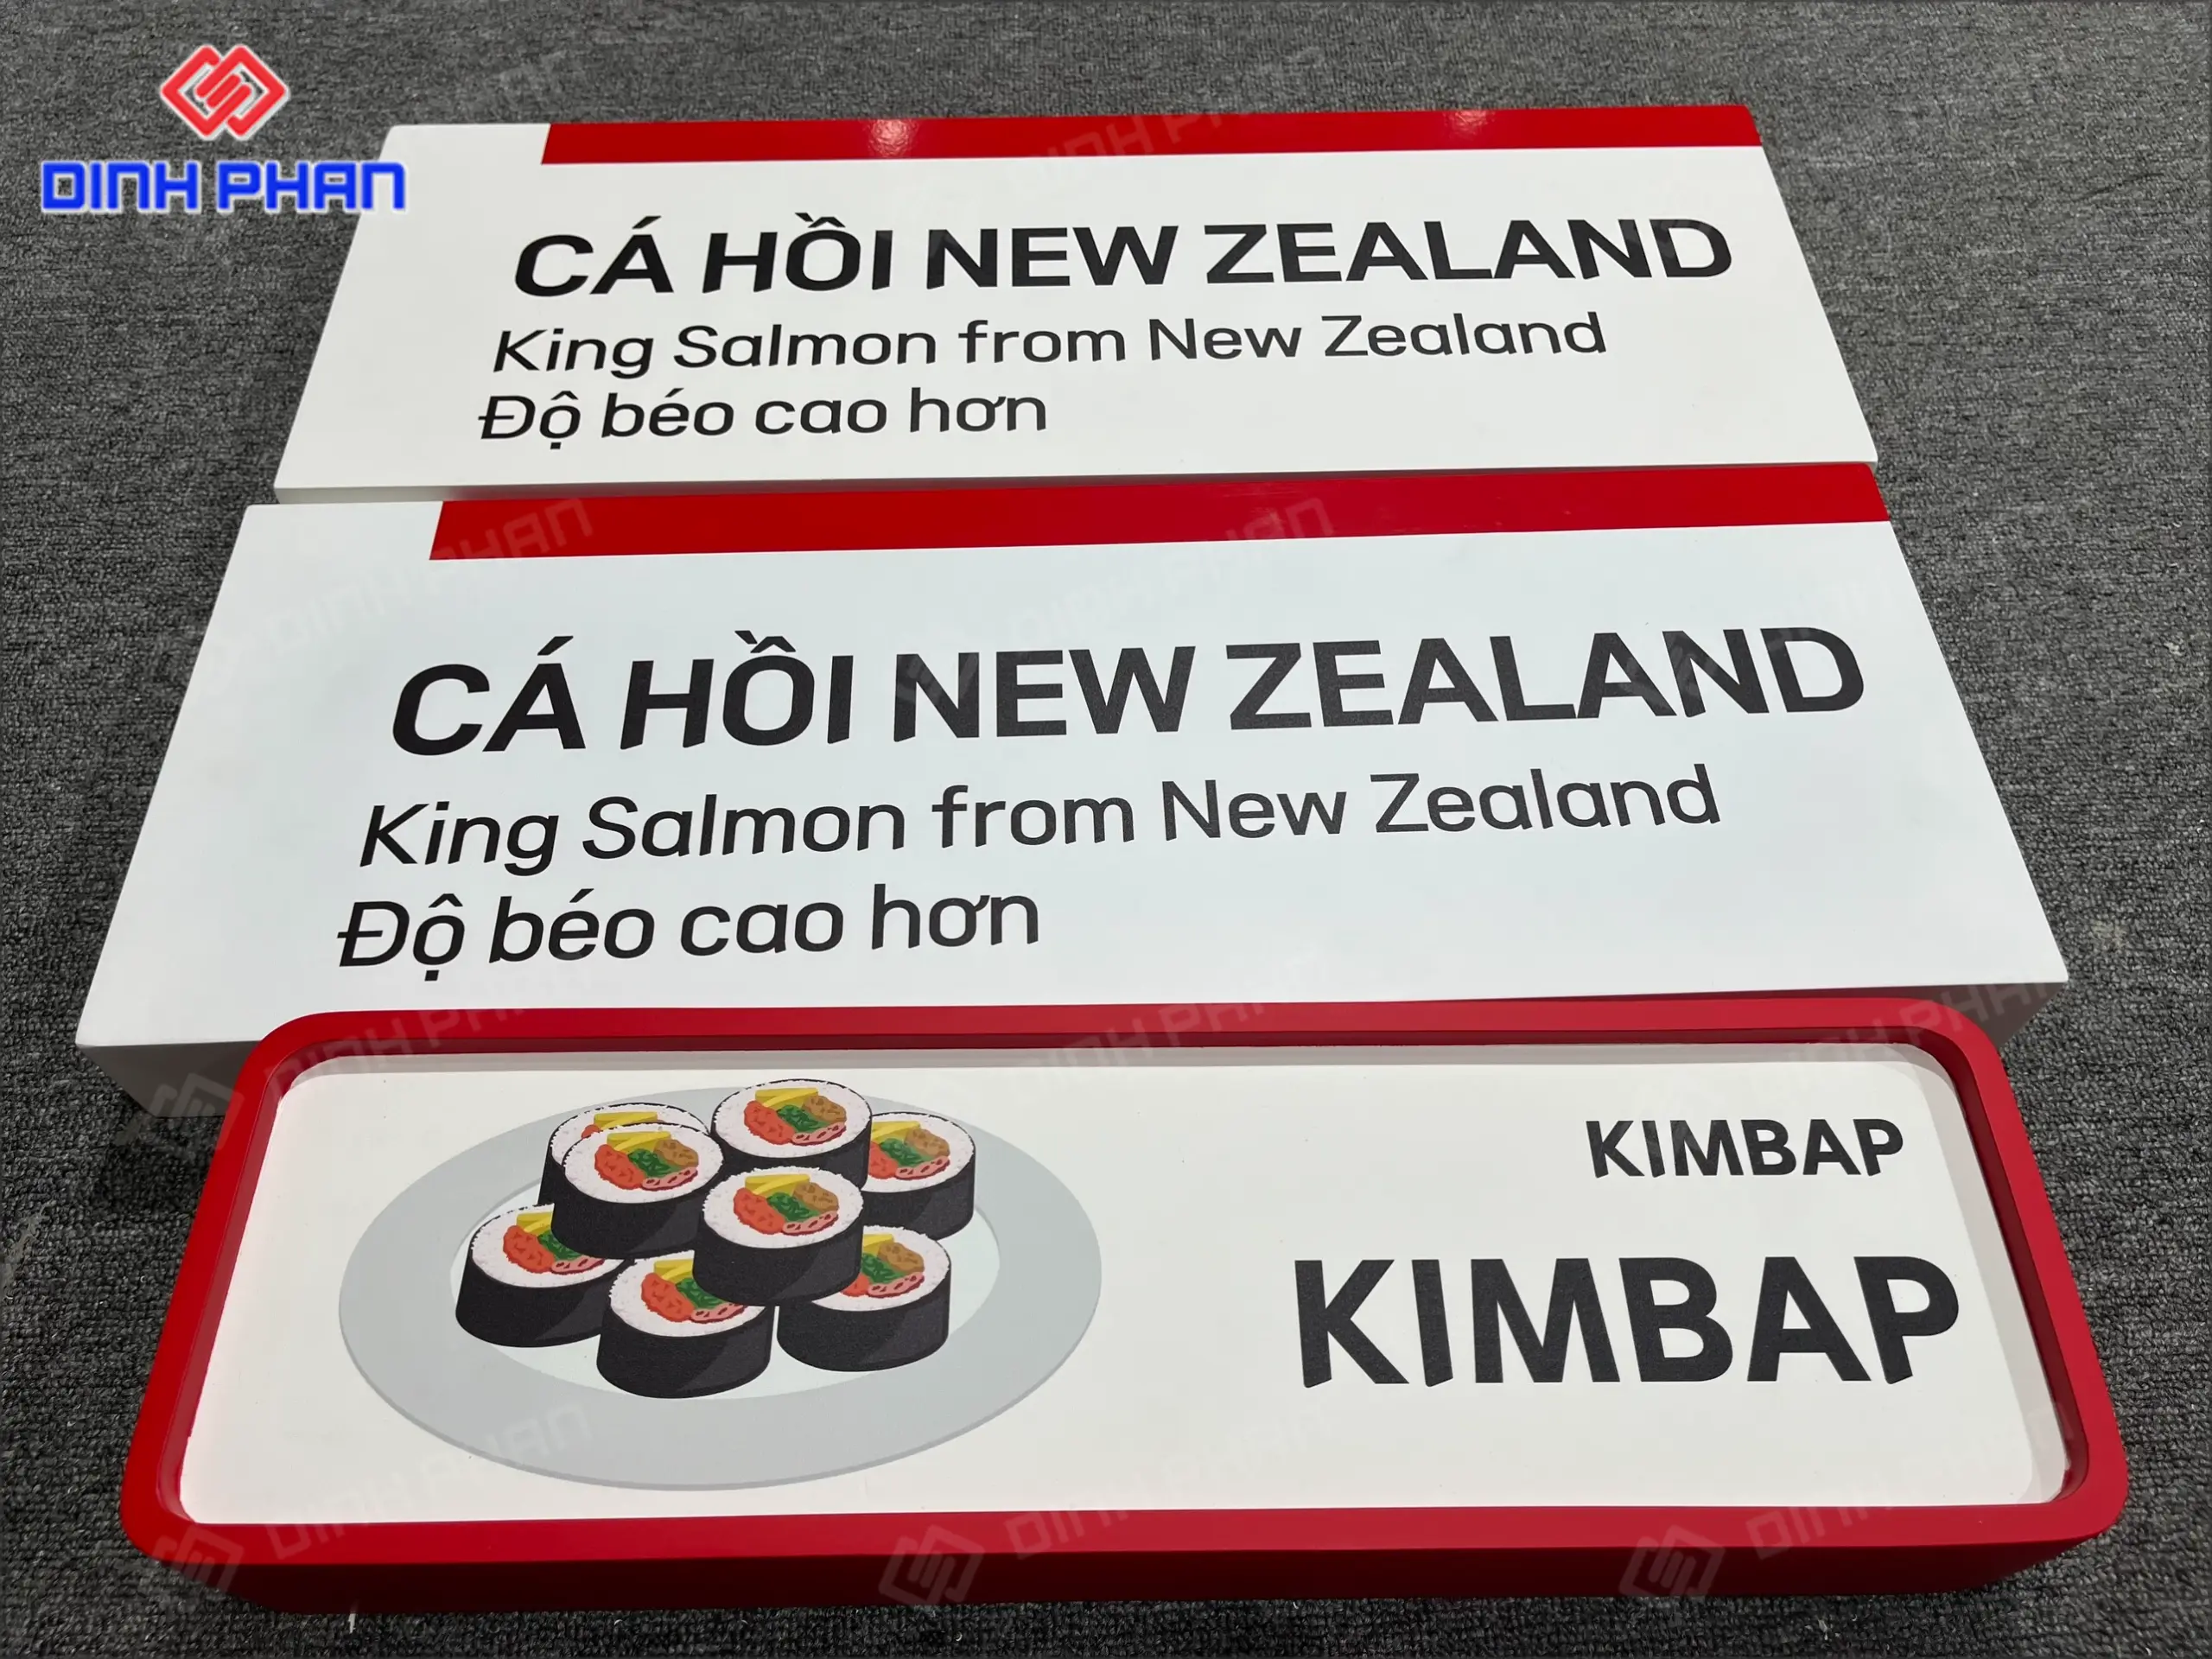 DINH PHAN
CÁ HỒI NEW ZEALAND
King Salmon from New Zealand
Độ béo cao hơn
CÁ HỒI NEW ZEALAND
King Salmon from New Zealand
Độ béo cao hơn
KIMBAP
KIMBAP